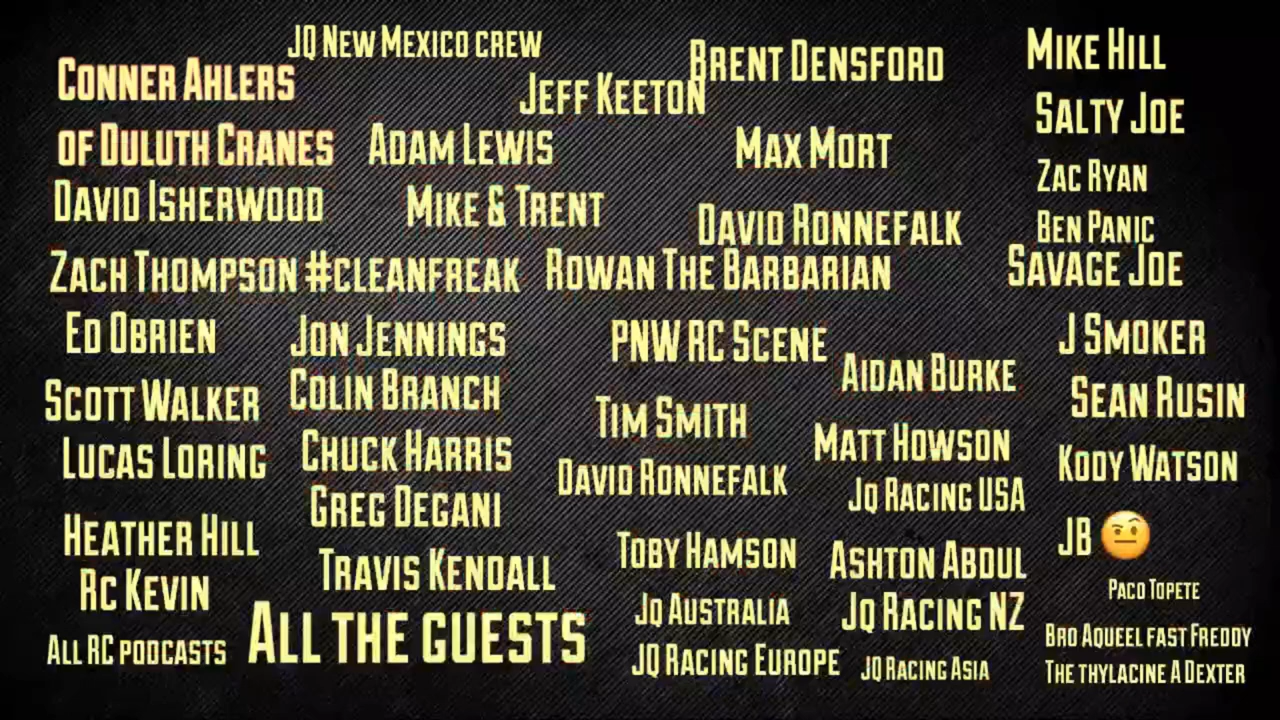 JQ New Mexico crew
Conner Ahlers
of Duluth Cranes
Jeff Keeton
Brent Densford
Mike Hill
Salty Joe
Adam Lewis
Max Mort
Zac Ryan
David Isherwood
Mike & Trent
David Ronnefalk
Ben Panic
Zach Thompson #cleanfreak
Rowan The Barbarian
Savage Joe
Ed Obrien
Jon Jennings
PNW RC Scene
J Smoker
Scott Walker
Colin Branch
Aidan Burke
Sean Rusin
Tim Smith
Lucas Loring
Chuck Harris
Matt Howson
Kody Watson
David Ronnefalk
Greg Degani
Jq Racing USA
Heather Hill
JB 🤨
Toby Hamson
Ashton Abdul
Rc Kevin
Travis Kendall
Paco Topete
All RC podcasts
All the guests
Jq Australia
Jq Racing NZ
Bro Aqueel fast Freddy
JQ Racing Europe
JQ Racing Asia
The thylacine A Dexter